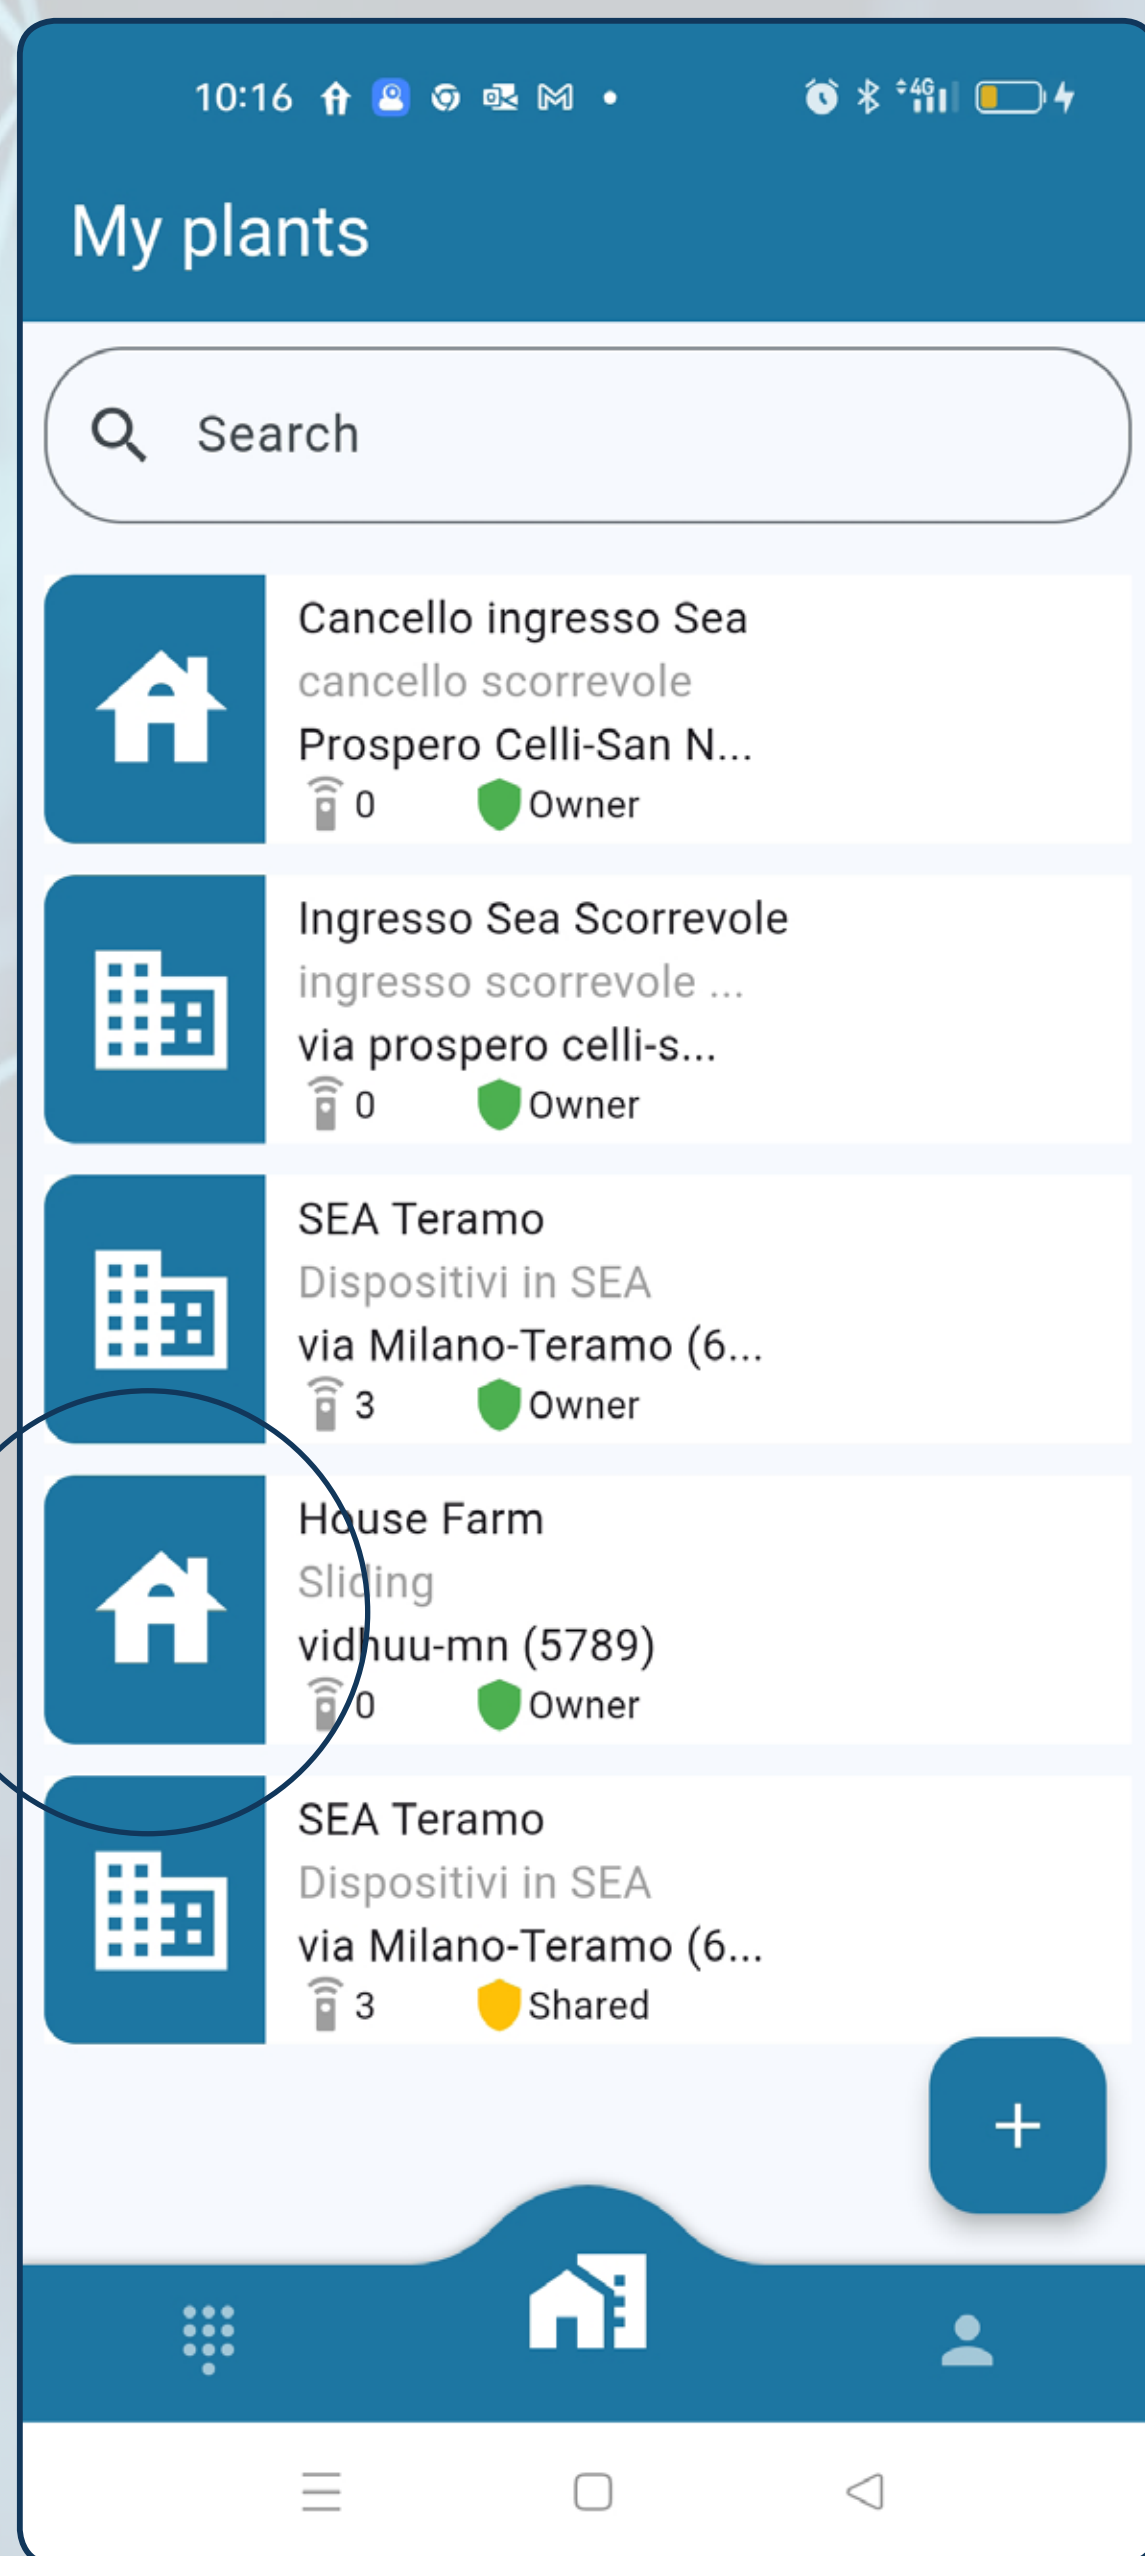 10:16
4G
My plants
Search
Cancello ingresso Sea
cancello scorrevole
Prospero Celli-San N...
0 Owner
Ingresso Sea Scorrevole
ingresso scorrevole ...
via prospero celli-s...
0 Owner
SEA Teramo
Dispositivi in SEA
via Milano-Teramo (6...
3 Owner
House Farm
Sliding
vidhuu-mn (5789)
0 Owner
SEA Teramo
Dispositivi in SEA
via Milano-Teramo (6...
3 Shared